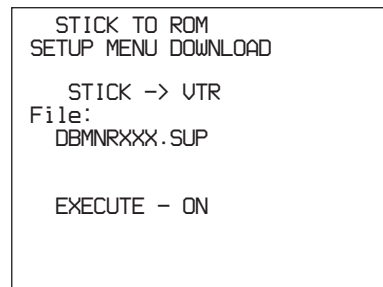 STICK TO ROM
SETUP MENU DOWNLOAD
STICK -> VTR
File:
DBMNRXXX.SUP
EXECUTE - ON